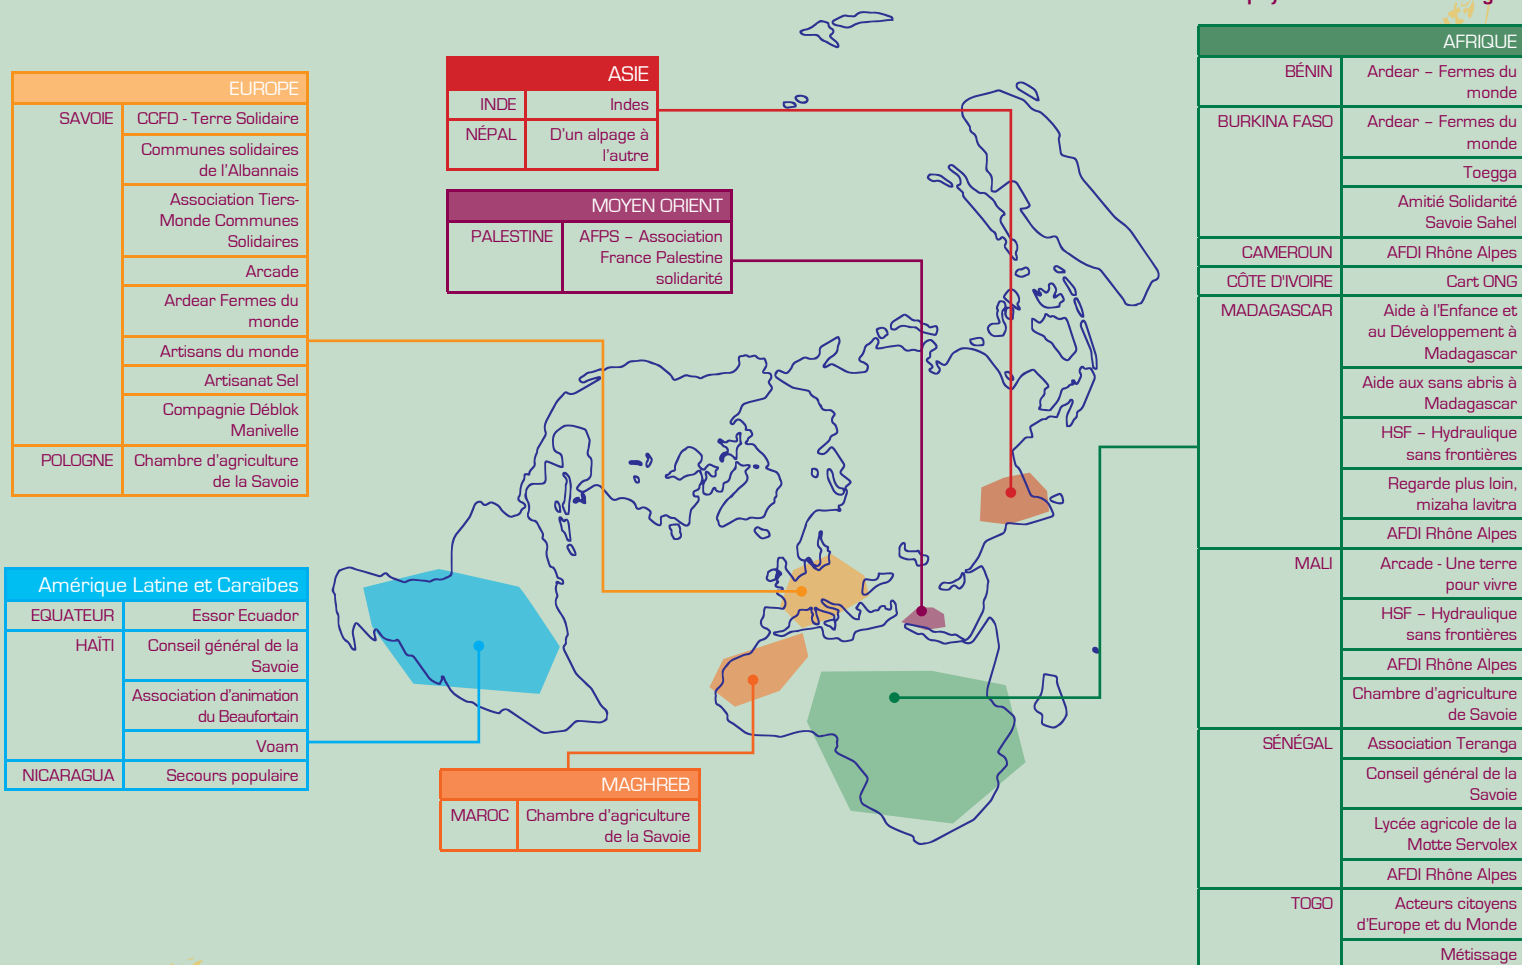 EUROPE
SAVOIE
CCFD - Terre Solidaire
Communes solidaires
de l'Albannais
Association Tiers-
Monde Communes
Solidaires
Arcade
Ardear Fermes du
monde
Artisans du monde
Artisanat Sel
Compagnie Déblok
Manivelle
POLOGNE
Chambre d'agriculture
de la Savoie
Amérique Latine et Caraïbes
EQUATEUR
Essor Ecuador
HAÏTI
Conseil général de la
Savoie
Association d'animation
du Beaufortain
Voam
NICARAGUA
Secours populaire
ASIE
INDE
Indes
NÉPAL
D'un alpage à
l'autre
MOYEN ORIENT
PALESTINE
AFPS – Association
France Palestine
solidarité
MAGHREB
MAROC
Chambre d'agriculture
de la Savoie
AFRIQUE
BÉNIN
Ardear – Fermes du
monde
BURKINA FASO
Ardear – Fermes du
monde
Toegga
Amitié Solidarité
Savoie Sahel
CAMEROUN
AFDI Rhône Alpes
CÔTE D'IVOIRE
Cart ONG
MADAGASCAR
Aide à l'Enfance et
au Développement à
Madagascar
Aide aux sans abris à
Madagascar
HSF – Hydraulique
sans frontières
Regarde plus loin,
mizaha lavitra
AFDI Rhône Alpes
MALI
Arcade - Une terre
pour vivre
HSF – Hydraulique
sans frontières
AFDI Rhône Alpes
Chambre d'agriculture
de Savoie
SÉNÉGAL
Association Teranga
Conseil général de la
Savoie
Lycée agricole de la
Motte Servolex
AFDI Rhône Alpes
TOGO
Acteurs citoyens
d'Europe et du Monde
Métissage